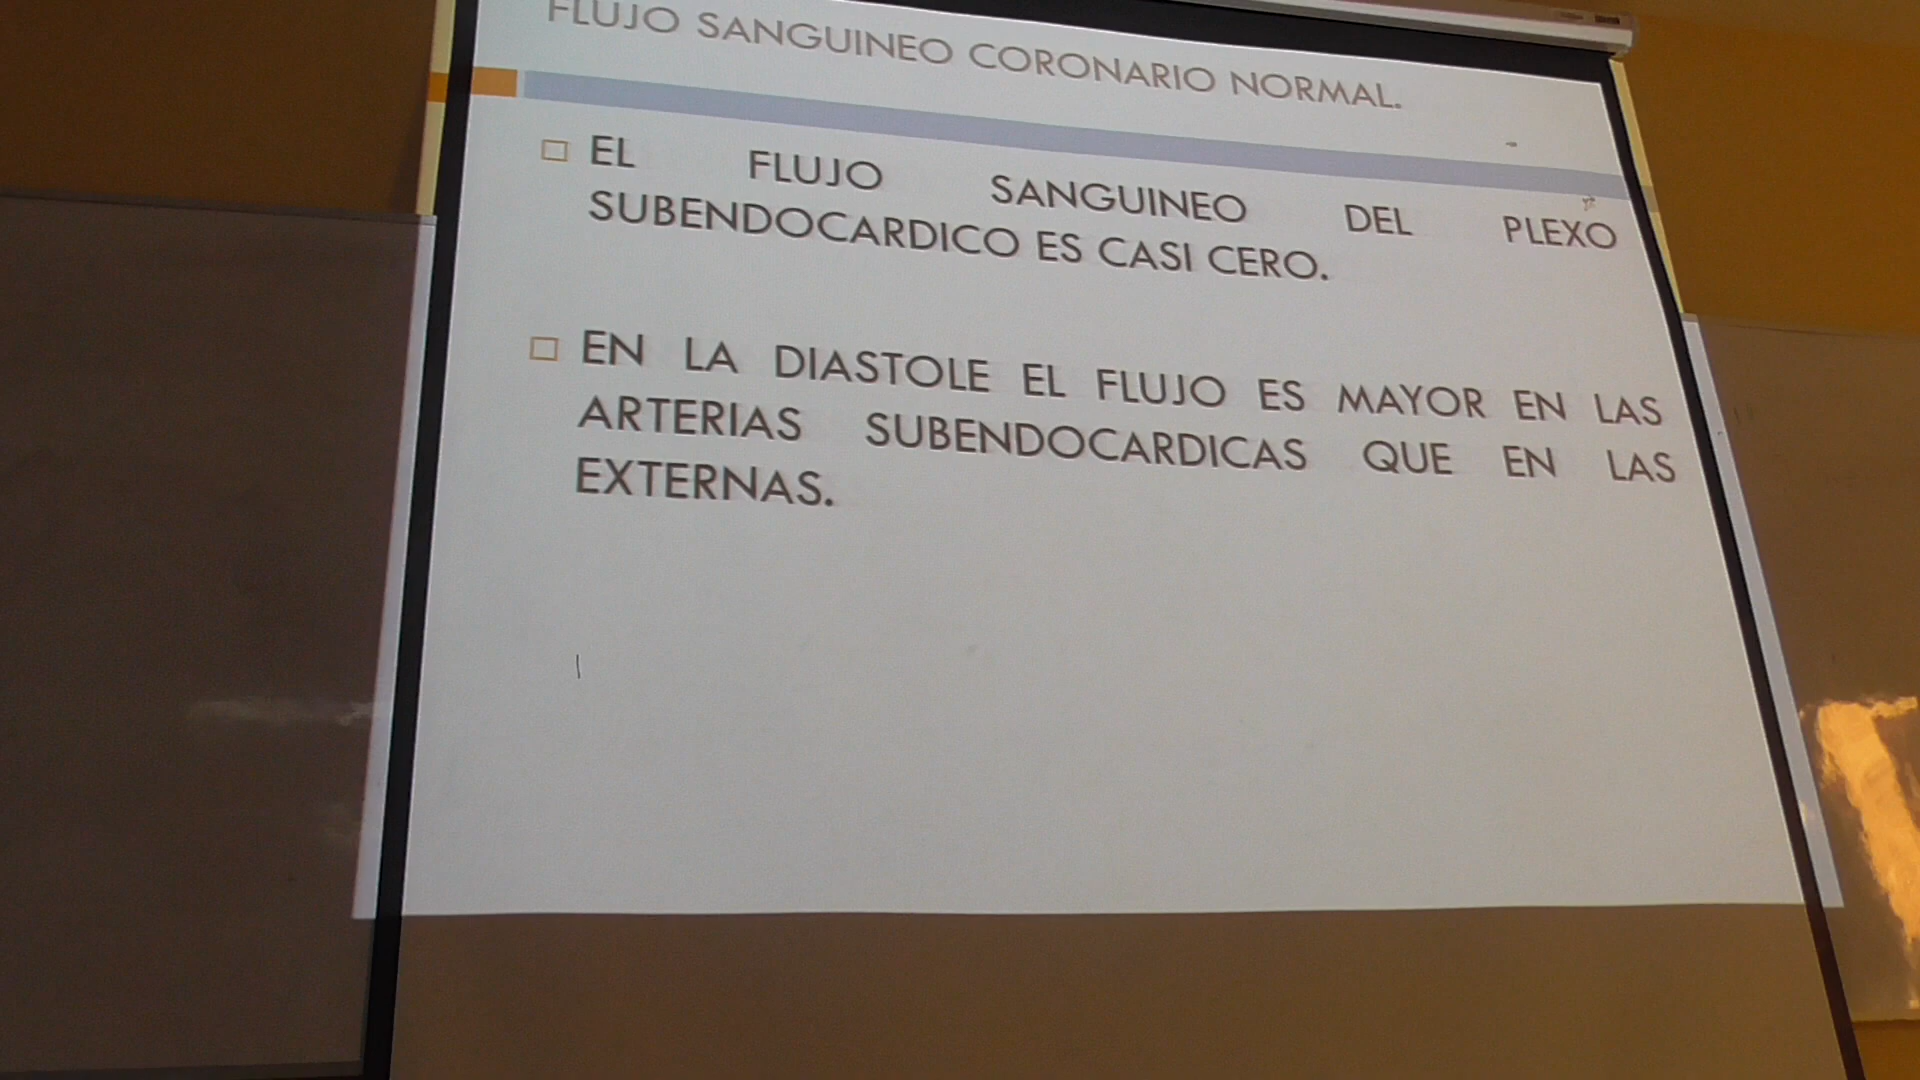 FLUJO SANGUINEO CORONARIO NORMAL.
EL FLUJO SANGUINEO DEL PLEXO
SUBENDOCARDICO ES CASI CERO.
EN LA DIASTOLE EL FLUJO ES MAYOR EN LAS
ARTERIAS SUBENDOCARDICAS QUE EN LAS
EXTERNAS.